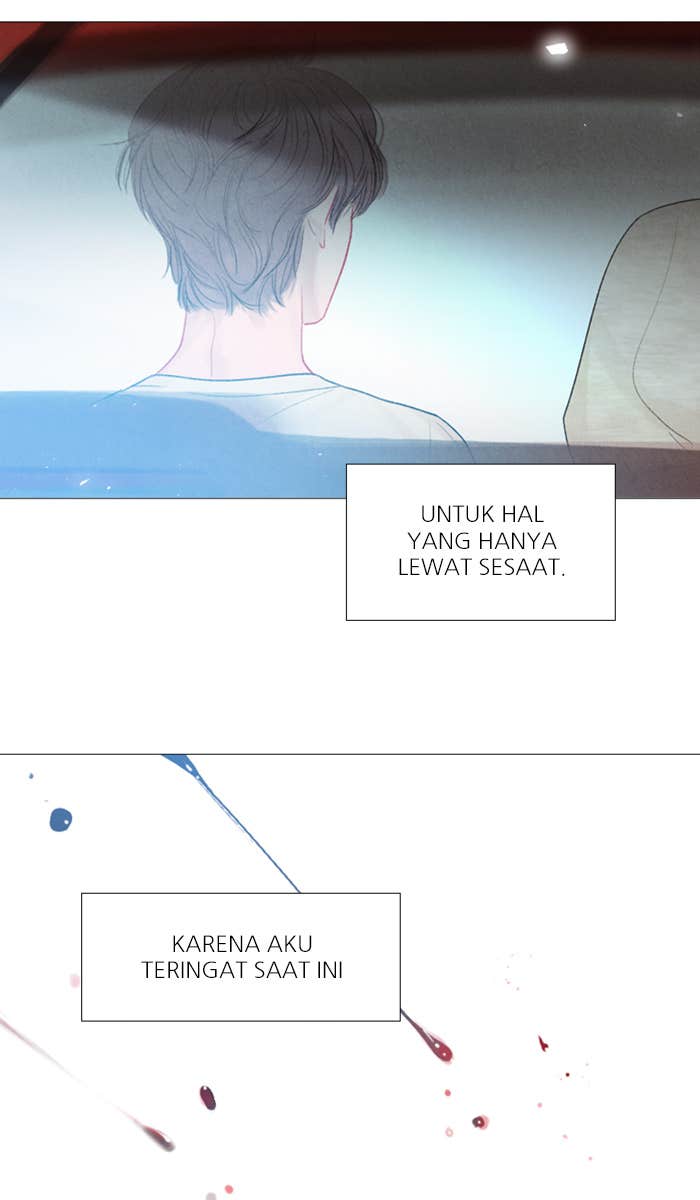 UNTUK HAL
YANG HANYA
LEWAT SESAAT.
KARENA AKU
TERINGAT SAAT INI